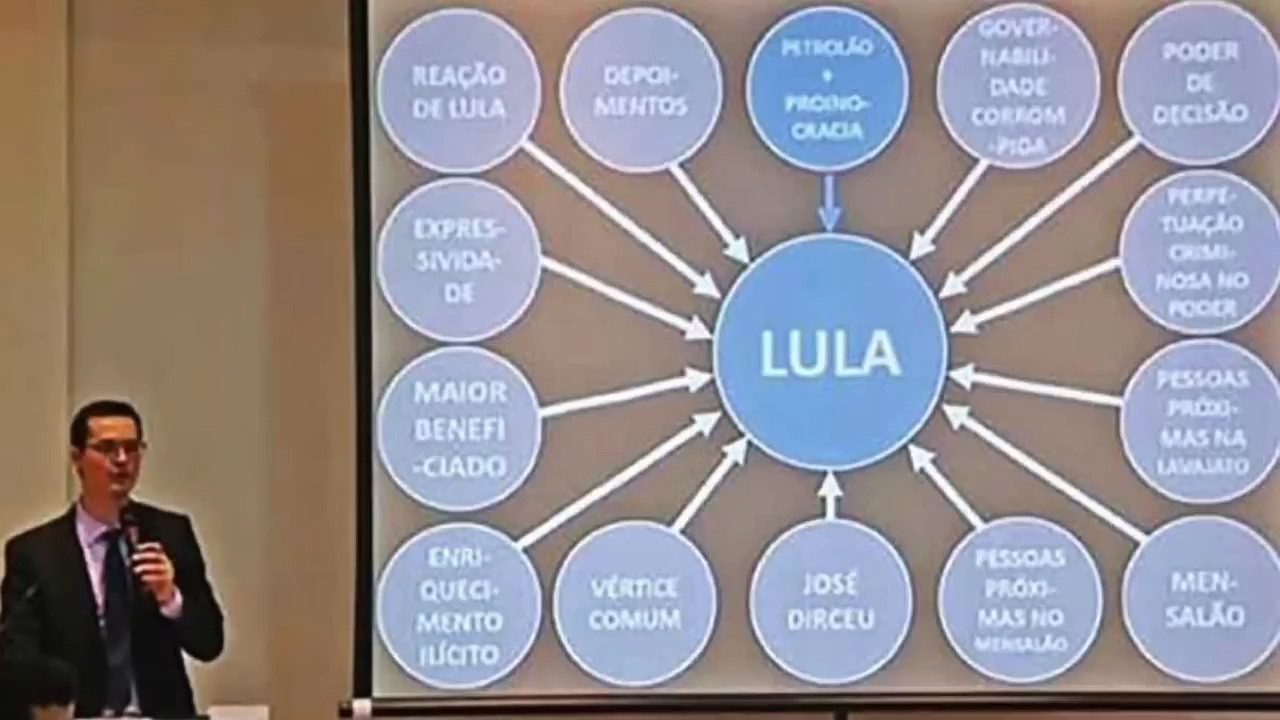 REAÇÃO
DE LULA
DEPOI-
MENTOS
PETROLÃO
+
PROINO-
CRACIA
GOVER-
NABILI-
DADE
CORROM
-PIDA
PODER
DE
DECISÃO
EXPRES-
SIVIDA-
DE
PERPE-
TUAÇÃO
CRIMI-
NOSA NO
PODER
LULA
MAIOR
BENEFI
-CIADO
PESSOAS
PRÓXI-
MAS NA
LAVAJATO
ENRI-
QUECI-
MENTO
ILÍCITO
VÉRTICE
COMUM
JOSÉ
DIRCEU
PESSOAS
PRÓXI-
MAS NO
MENSALÃO
MEN-
SALÃO